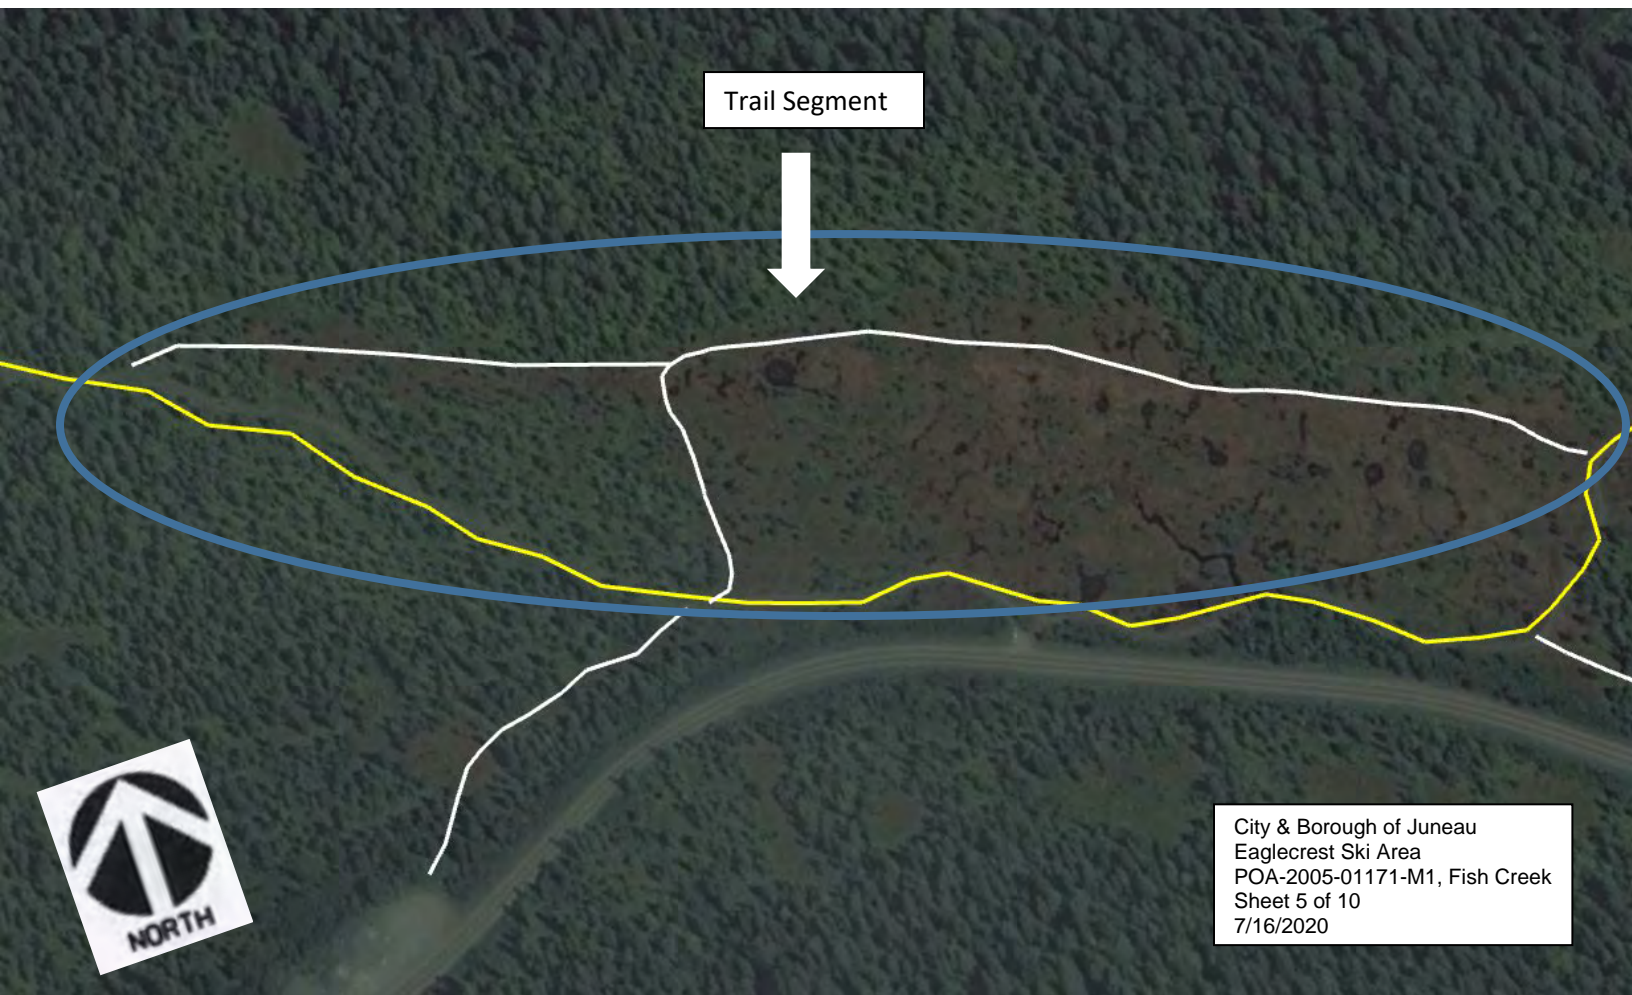 Trail Segment
NORTH
City & Borough of Juneau
Eaglecrest Ski Area
POA-2005-01171-M1, Fish Creek
Sheet 5 of 10
7/16/2020